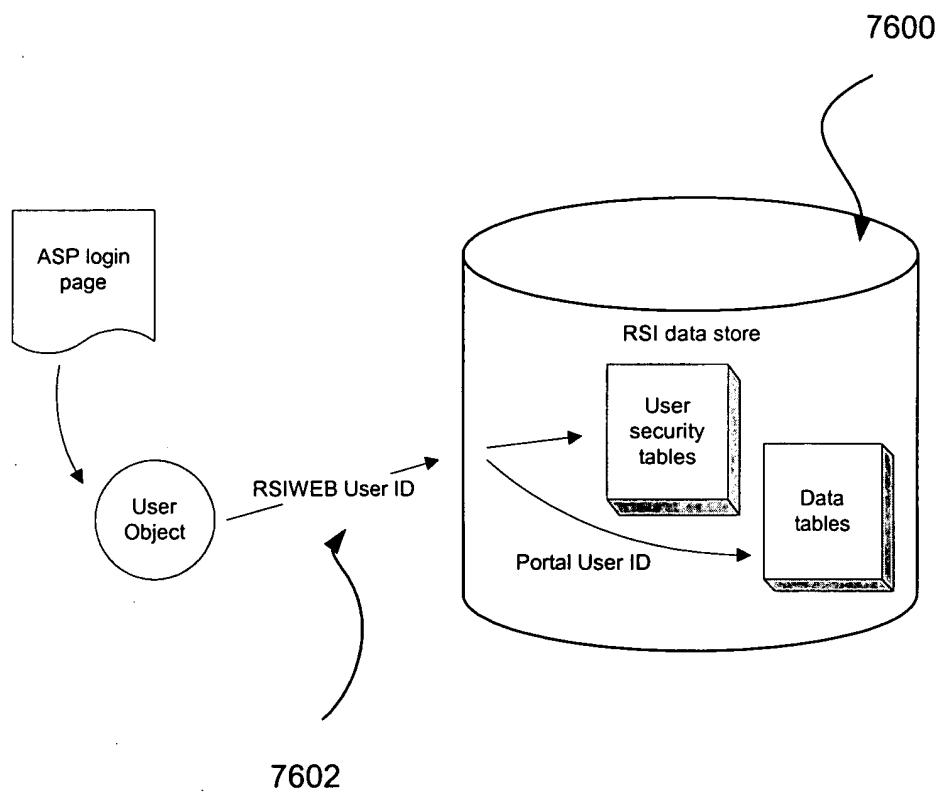 7600
ASP login
page
RSI data store
User
security
tables
User
Object
RSIWEB User ID
Data
tables
Portal User ID
7602